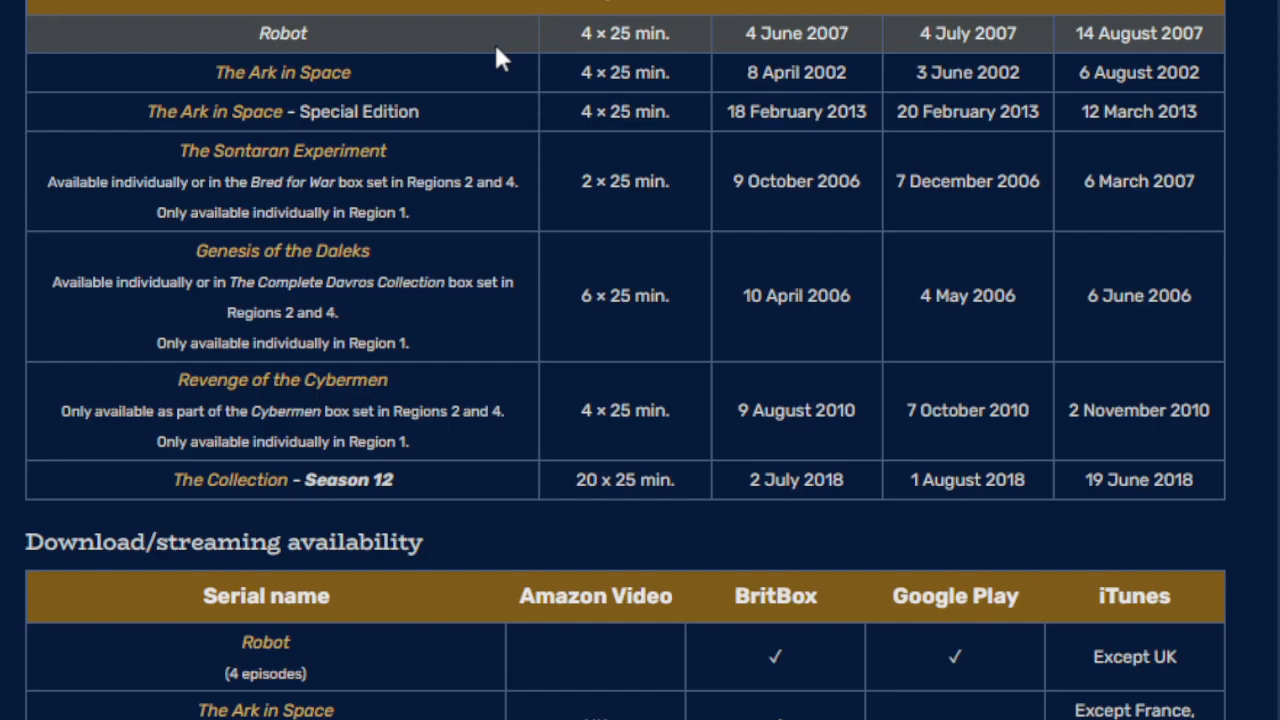 Robot 4 × 25 min. 4 June 2007 4 July 2007 14 August 2007
The Ark in Space 4 × 25 min. 8 April 2002 3 June 2002 6 August 2002
The Ark in Space - Special Edition 4 × 25 min. 18 February 2013 20 February 2013 12 March 2013
The Sontaran Experiment
Available individually or in the Bred for War box set in Regions 2 and 4.
Only available individually in Region 1.
2 × 25 min. 9 October 2006 7 December 2006 6 March 2007
Genesis of the Daleks
Available individually or in The Complete Davros Collection box set in
Regions 2 and 4.
Only available individually in Region 1.
6 × 25 min. 10 April 2006 4 May 2006 6 June 2006
Revenge of the Cybermen
Only available as part of the Cybermen box set in Regions 2 and 4.
Only available individually in Region 1.
4 × 25 min. 9 August 2010 7 October 2010 2 November 2010
The Collection - Season 12 20 x 25 min. 2 July 2018 1 August 2018 19 June 2018
Download/streaming availability
Serial name Amazon Video BritBox Google Play iTunes
Robot
(4 episodes)
✓ ✓ Except UK
The Ark in Space Except France,